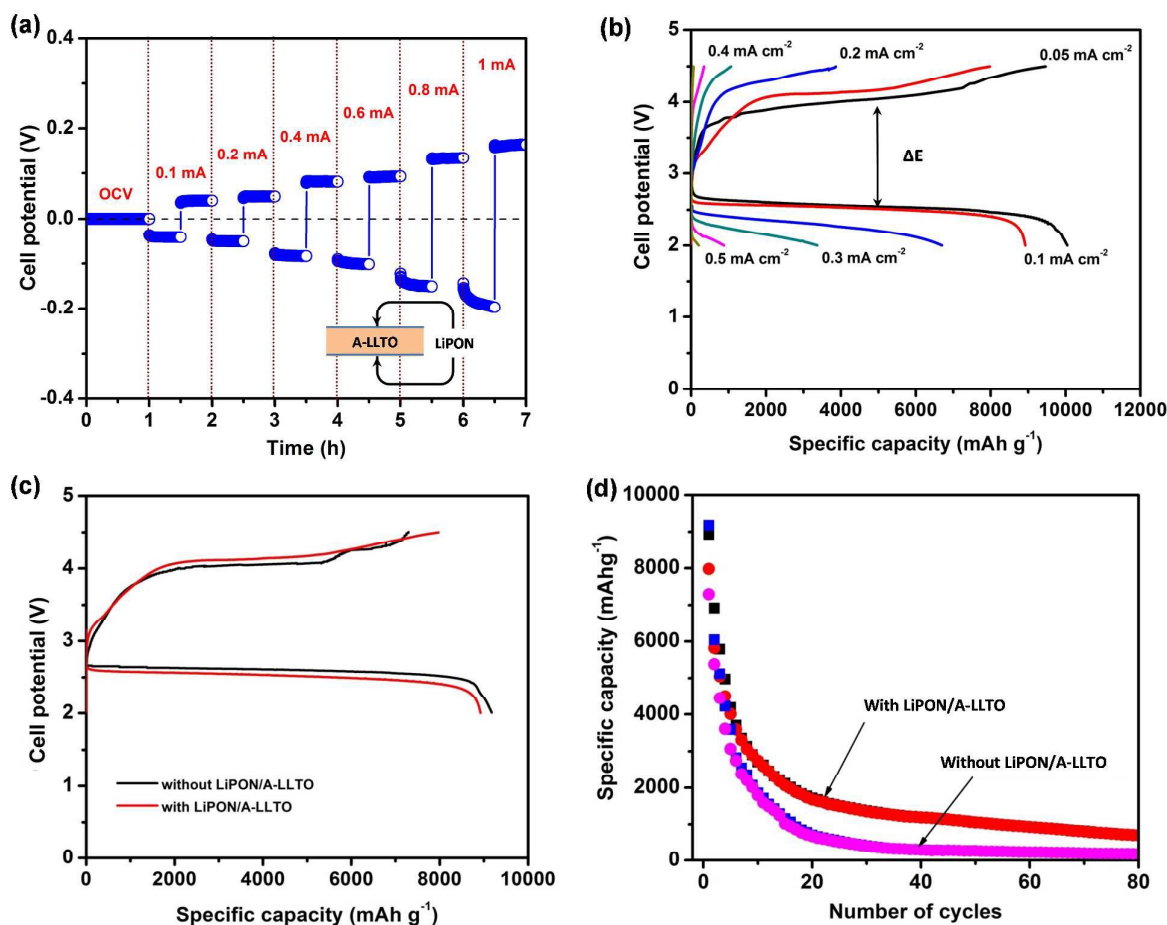 (a)
0.4
0.2
0.0
-0.2
-0.4
Cell potential (V)
OCV
0.1 mA
0.2 mA
0.4 mA
0.6 mA
0.8 mA
1 mA
A-LLTO
LiPON
0 1 2 3 4 5 6 7
Time (h)
(b)
5
4
3
2
1
0
Cell potential (V)
0.4 mA cm-2
0.2 mA cm-2
0.05 mA cm-2
ΔE
0.5 mA cm-2
0.3 mA cm-2
0.1 mA cm-2
0 2000 4000 6000 8000 10000 12000
Specific capacity (mAh g-1)
(c)
5
4
3
2
1
0
Cell potential (V)
without LiPON/A-LLTO
with LiPON/A-LLTO
0 2000 4000 6000 8000 10000
Specific capacity (mAh g-1)
(d)
10000
8000
6000
4000
2000
0
Specific capacity (mAhg-1)
With LiPON/A-LLTO
Without LiPON/A-LLTO
0 20 40 60 80
Number of cycles